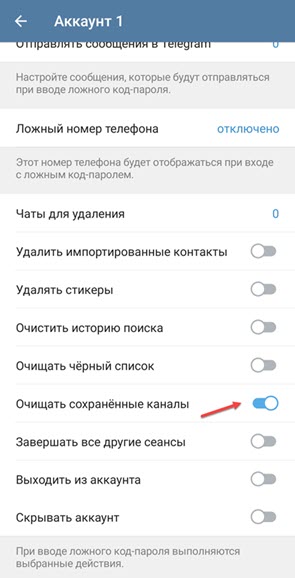 Аккаунт 1
Отправлять сообщения в Telegram 0
Настройте сообщения, которые будут отправляться
при вводе ложного код-пароля.
Ложный номер телефона отключено
Этот номер телефона будет отображаться при входе
с ложным код-паролем.
Чаты для удаления 0
Удалить импортированные контакты
Удалять стикеры
Очистить историю поиска
Очищать чёрный список
Очищать сохранённые каналы
Завершать все другие сеансы
Выходить из аккаунта
Скрывать аккаунт
При вводе ложного код-пароля выполняются
выбранные действия.